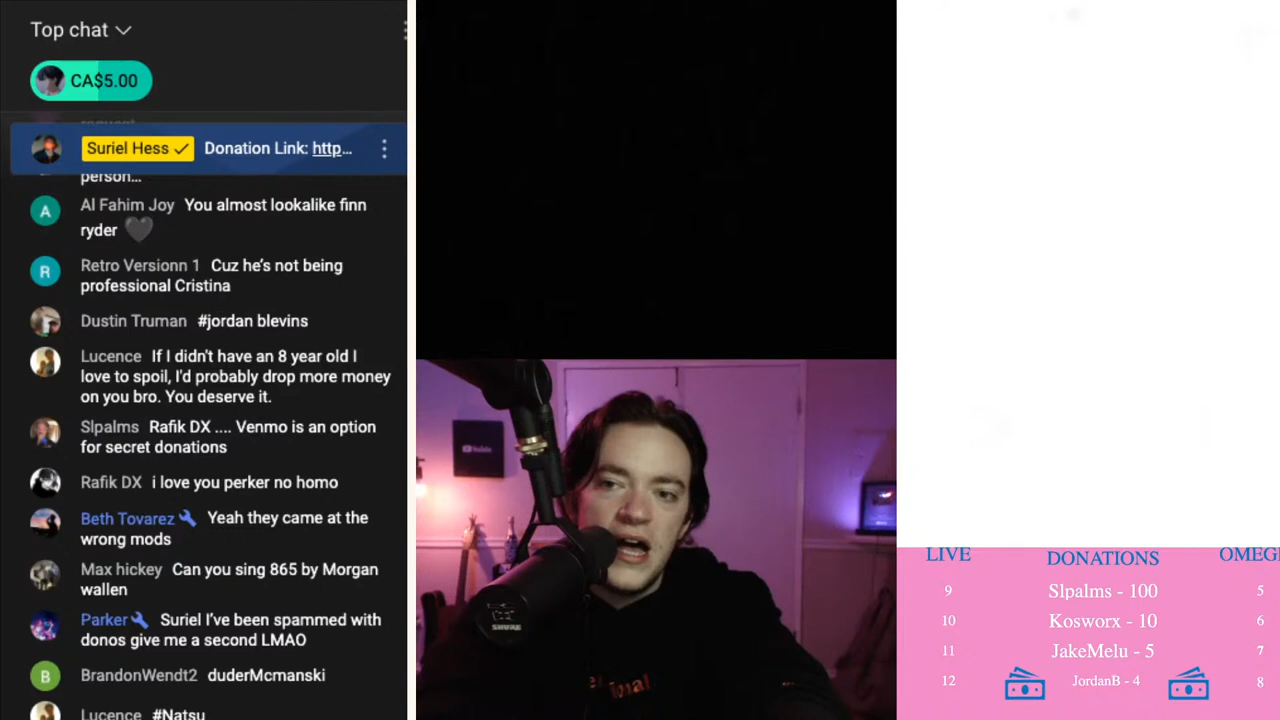 Top chat
CA$5.00
Suriel Hess Donation Link: http...
person...
Al Fahim Joy You almost lookalike finn
ryder 🖤
Retro Versionn 1 Cuz he's not being
professional Cristina
Dustin Truman #jordan blevins
Lucence If I didn't have an 8 year old I
love to spoil, I'd probably drop more money
on you bro. You deserve it.
Slpalms Rafik DX .... Venmo is an option
for secret donations
Rafik DX i love you perker no homo
Beth Tovarez Yeah they came at the
wrong mods
Max hickey Can you sing 865 by Morgan
wallen
Parker Suriel I've been spammed with
donos give me a second LMAO
BrandonWendt2 duderMcmanski
Lucence #Natsu
YouTube
SHURE
LIVE
9
10
11
12
DONATIONS
Slpalms - 100
Kosworx - 10
JakeMelu - 5
JordanB - 4
OMEG
5
6
7
8